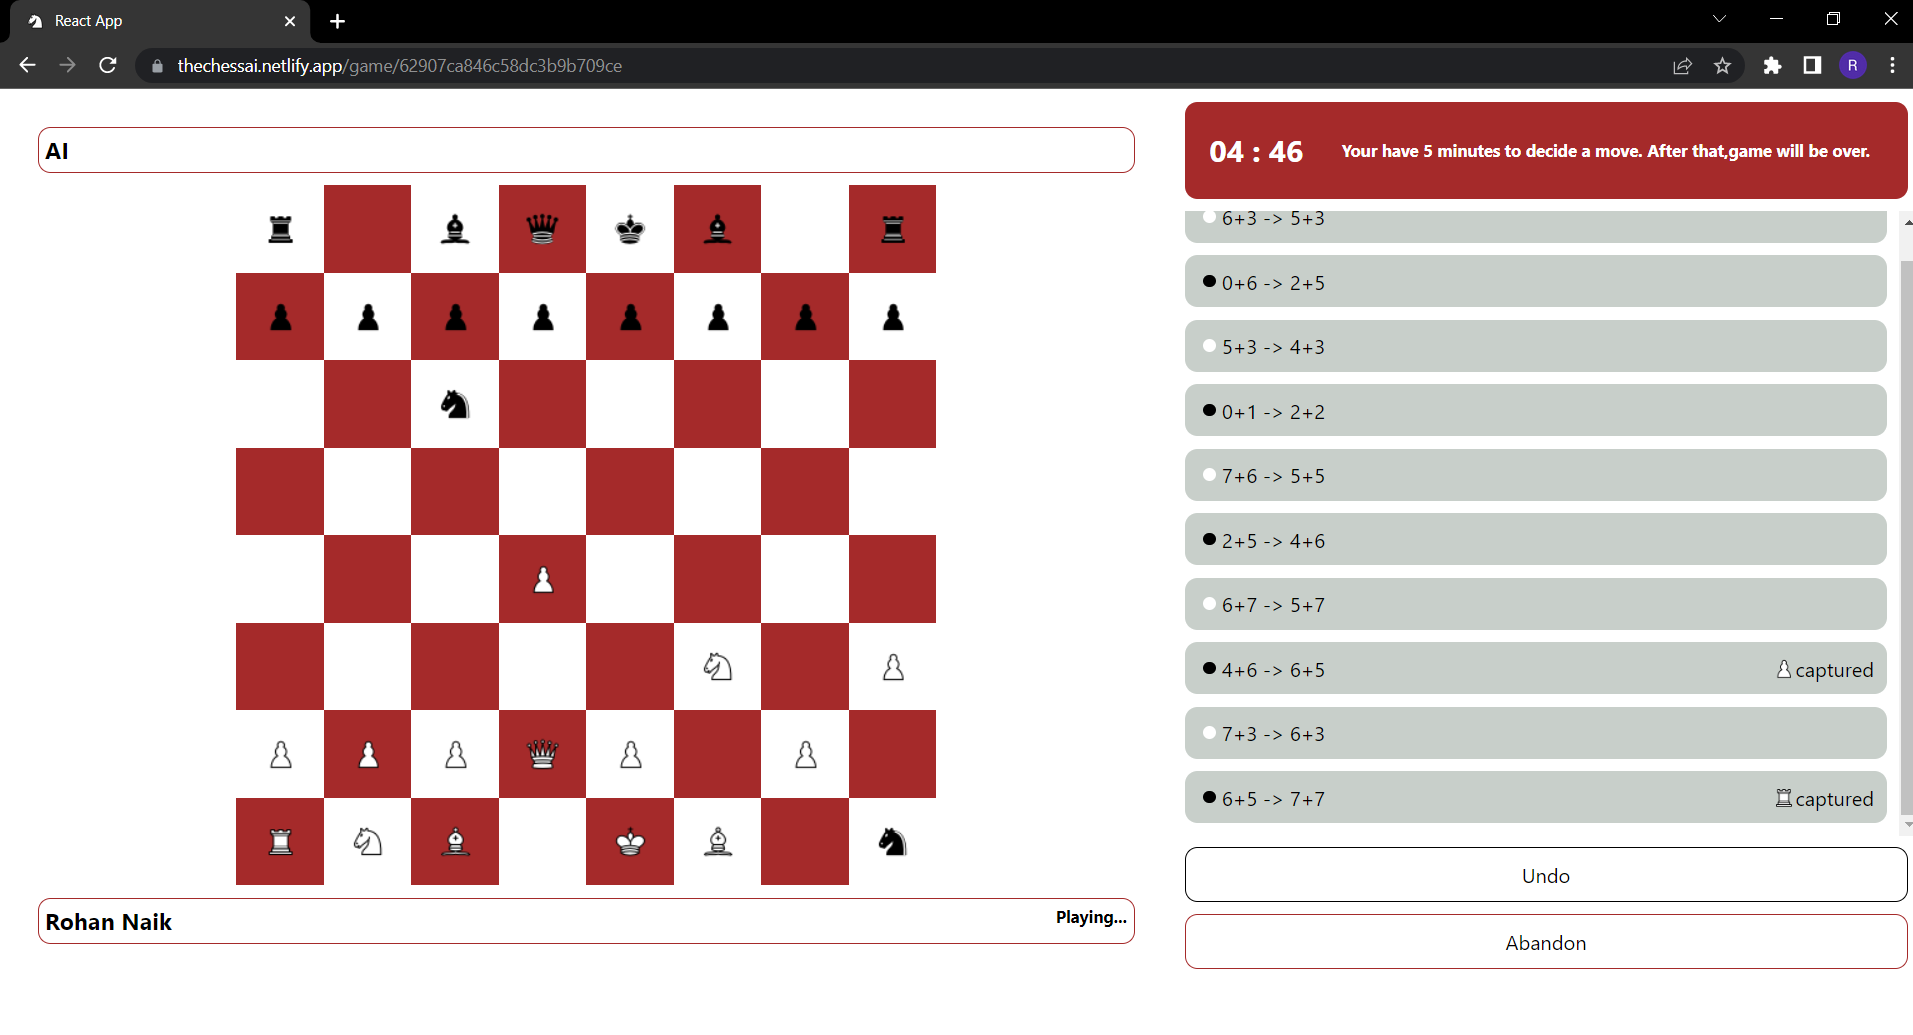 React App
thechessai.netlify.app/game/62907ca846c58dc3b9b709ce
R
AI
04 : 46
Your have 5 minutes to decide a move. After that,game will be over.
6+3 -> 5+3
0+6 -> 2+5
5+3 -> 4+3
0+1 -> 2+2
7+6 -> 5+5
2+5 -> 4+6
6+7 -> 5+7
4+6 -> 6+5 captured
7+3 -> 6+3
6+5 -> 7+7 captured
Undo
Abandon
Rohan Naik
Playing...